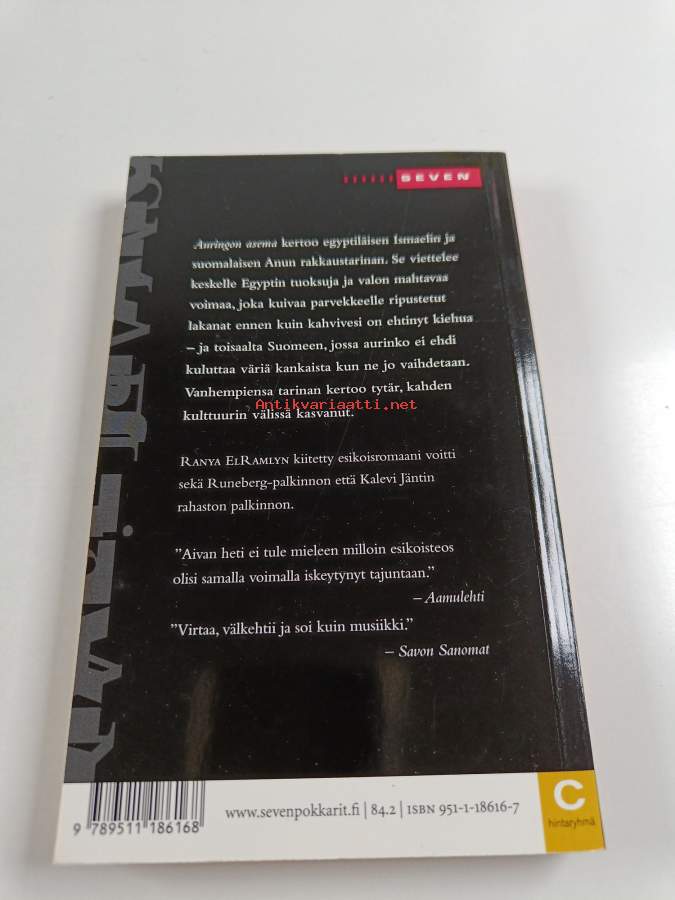 SEVEN
Auringon asema kertoo egyptiläisen Ismaelin ja
suomalaisen Anun rakkaustarinan. Se viettelee
keskelle Egyptin tuoksuja ja valon mahtavaa
voimaa, joka kuivaa parvekkeelle ripustetut
lakanat ennen kuin kahvivesi on ehtinyt kiehua
– ja toisaalta Suomeen, jossa aurinko ei ehdi
kuluttaa väriä kankaista kun ne jo vaihdetaan.
Vanhempiensa tarinan kertoo tytär, kahden
Antikvariaatti.net
kulttuurin välissä kasvanut.
RANYA ELRAMLYN kiitetty esikoisromaani voitti
sekä Runeberg-palkinnon että Kalevi Jäntin
rahaston palkinnon.
”Aivan heti ei tule mieleen milloin esikoisteos
olisi samalla voimalla iskeytynyt tajuntaan.”
– Aamulehti
”Virtaa, välkehtii ja soi kuin musiikki.”
– Savon Sanomat
www.sevenpokkarit.fi | 84.2 | ISBN 951-1-18616-7
9 789511 186168
C
hintaryhmä